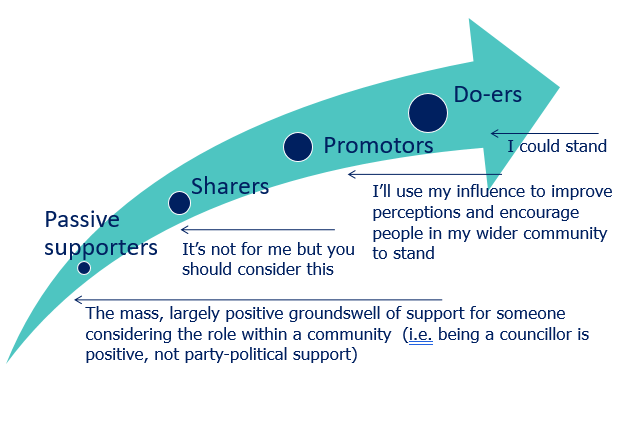 Do-ers
I could stand
Promotors
I'll use my influence to improve
perceptions and encourage
people in my wider community
to stand
Sharers
It's not for me but you
should consider this
Passive
supporters
The mass, largely positive groundswell of support for someone
considering the role within a community  (i.e. being a councillor is
positive, not party-political support)